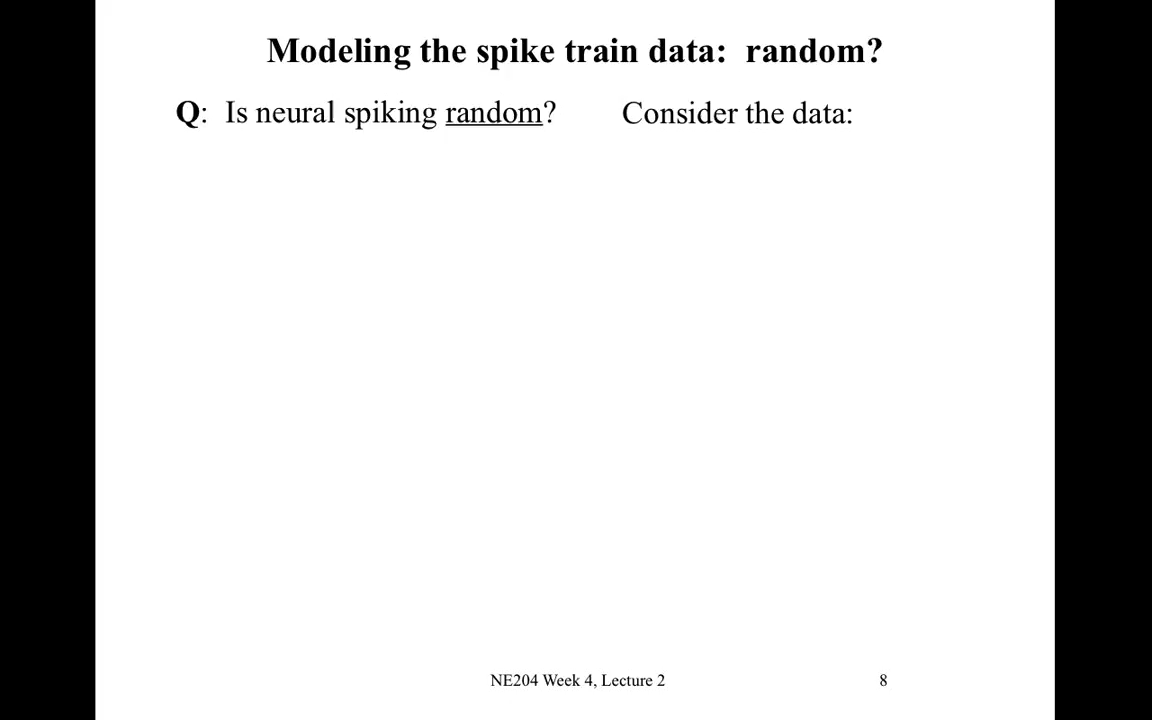 Modeling the spike train data: random?
Q: Is neural spiking random? Consider the data:
NE204 Week 4, Lecture 2 8